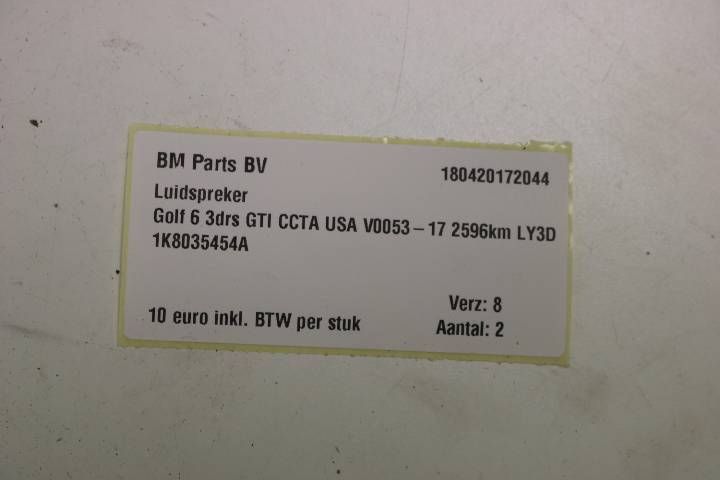 BM Parts BV 180420172044
Luidspreker
Golf 6 3drs GTI CCTA USA V0053-17 2596km LY3D
1K8035454A
Verz: 8
10 euro inkl. BTW per stuk Aantal: 2